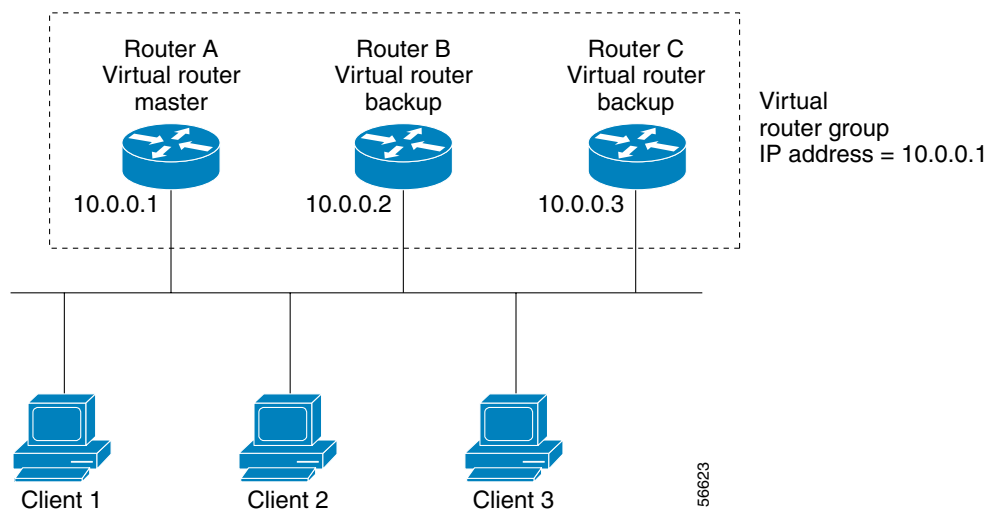 Router A
Virtual router
master
Router B
Virtual router
backup
Router C
Virtual router
backup
Virtual
router group
IP address = 10.0.0.1
10.0.0.1
10.0.0.2
10.0.0.3
Client 1
Client 2
Client 3
56623